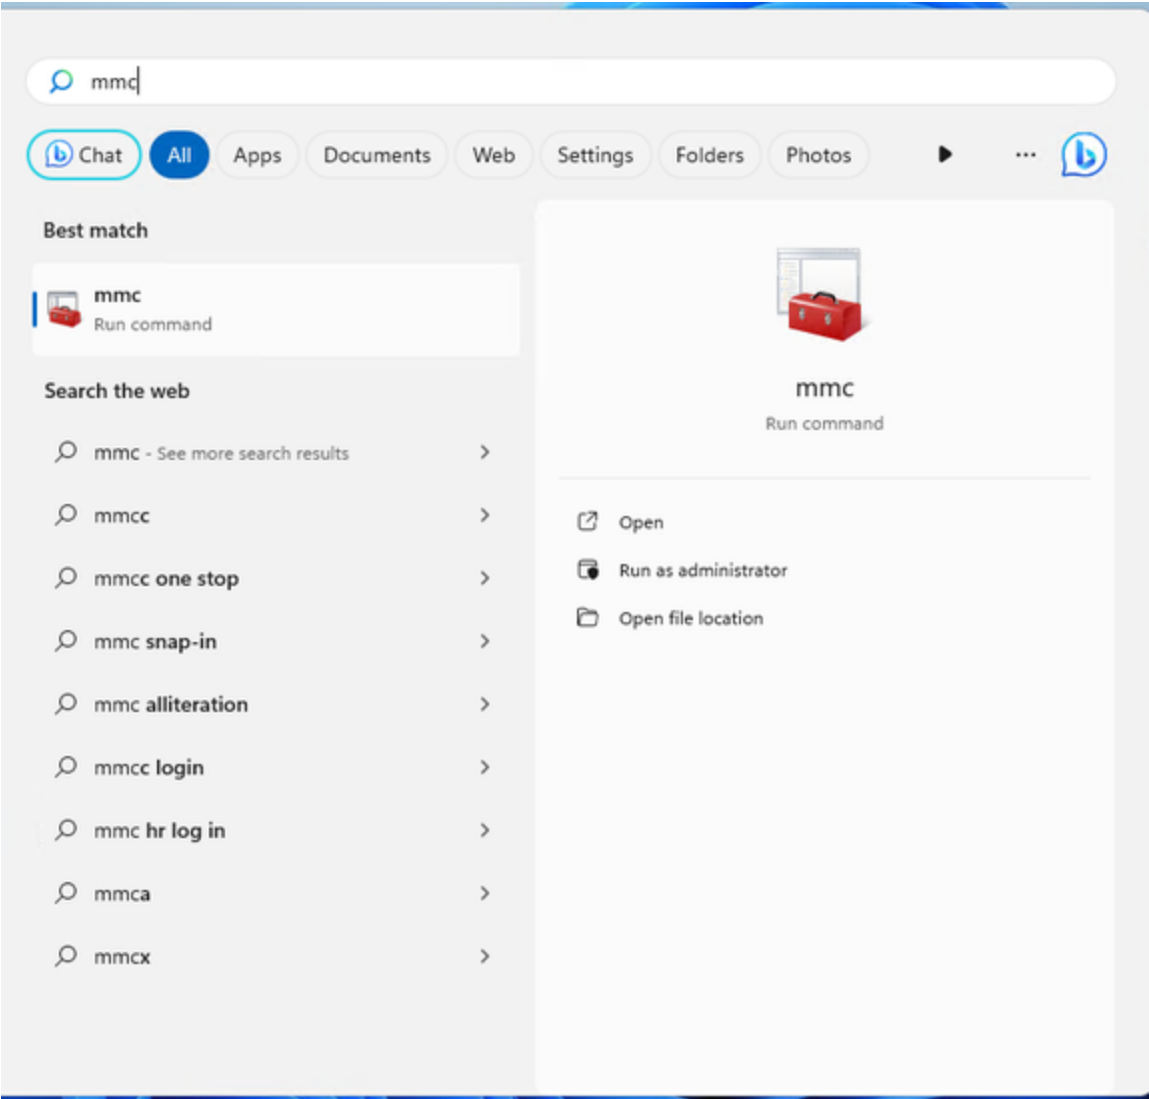 mmc
Chat All Apps Documents Web Settings Folders Photos ...
Best match
mmc
Run command
Search the web
mmc - See more search results
mmcc
mmcc one stop
mmc snap-in
mmc alliteration
mmcc login
mmc hr log in
mmca
mmcx
mmc
Run command
Open
Run as administrator
Open file location